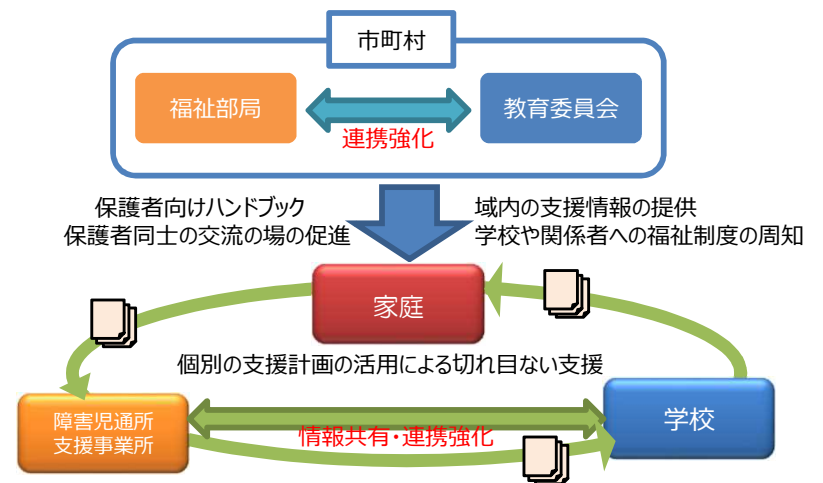 市町村
福祉部局
教育委員会
連携強化
保護者向けハンドブック
保護者同士の交流の場の促進
域内の支援情報の提供
学校や関係者への福祉制度の周知
家庭
個別の支援計画の活用による切れ目ない支援
障害児通所
支援事業所
学校
情報共有・連携強化